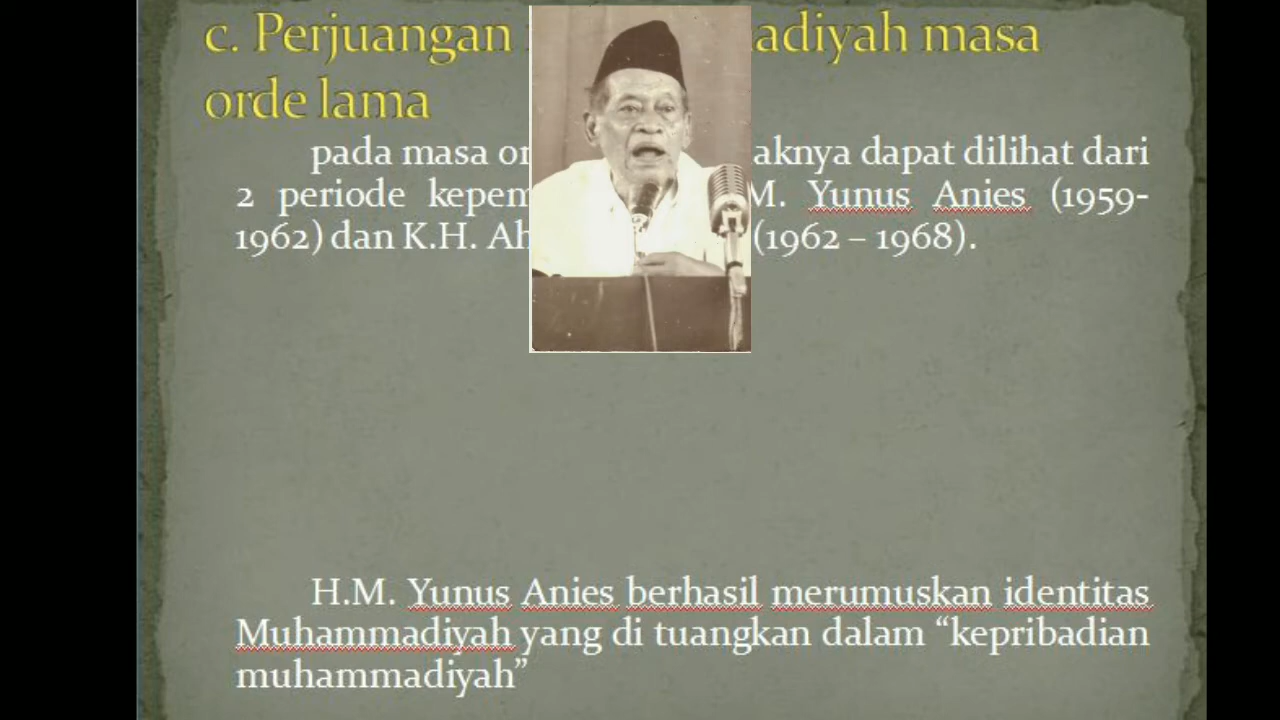 c. Perjuangan adiyah masa
orde lama
pada masa or aknya dapat dilihat dari
2 periode kepem M. Yunus Anies (1959-
1962) dan K.H. Ah (1962 – 1968).
H.M. Yunus Anies berhasil merumuskan identitas
Muhammadiyah yang di tuangkan dalam “kepribadian
muhammadiyah”